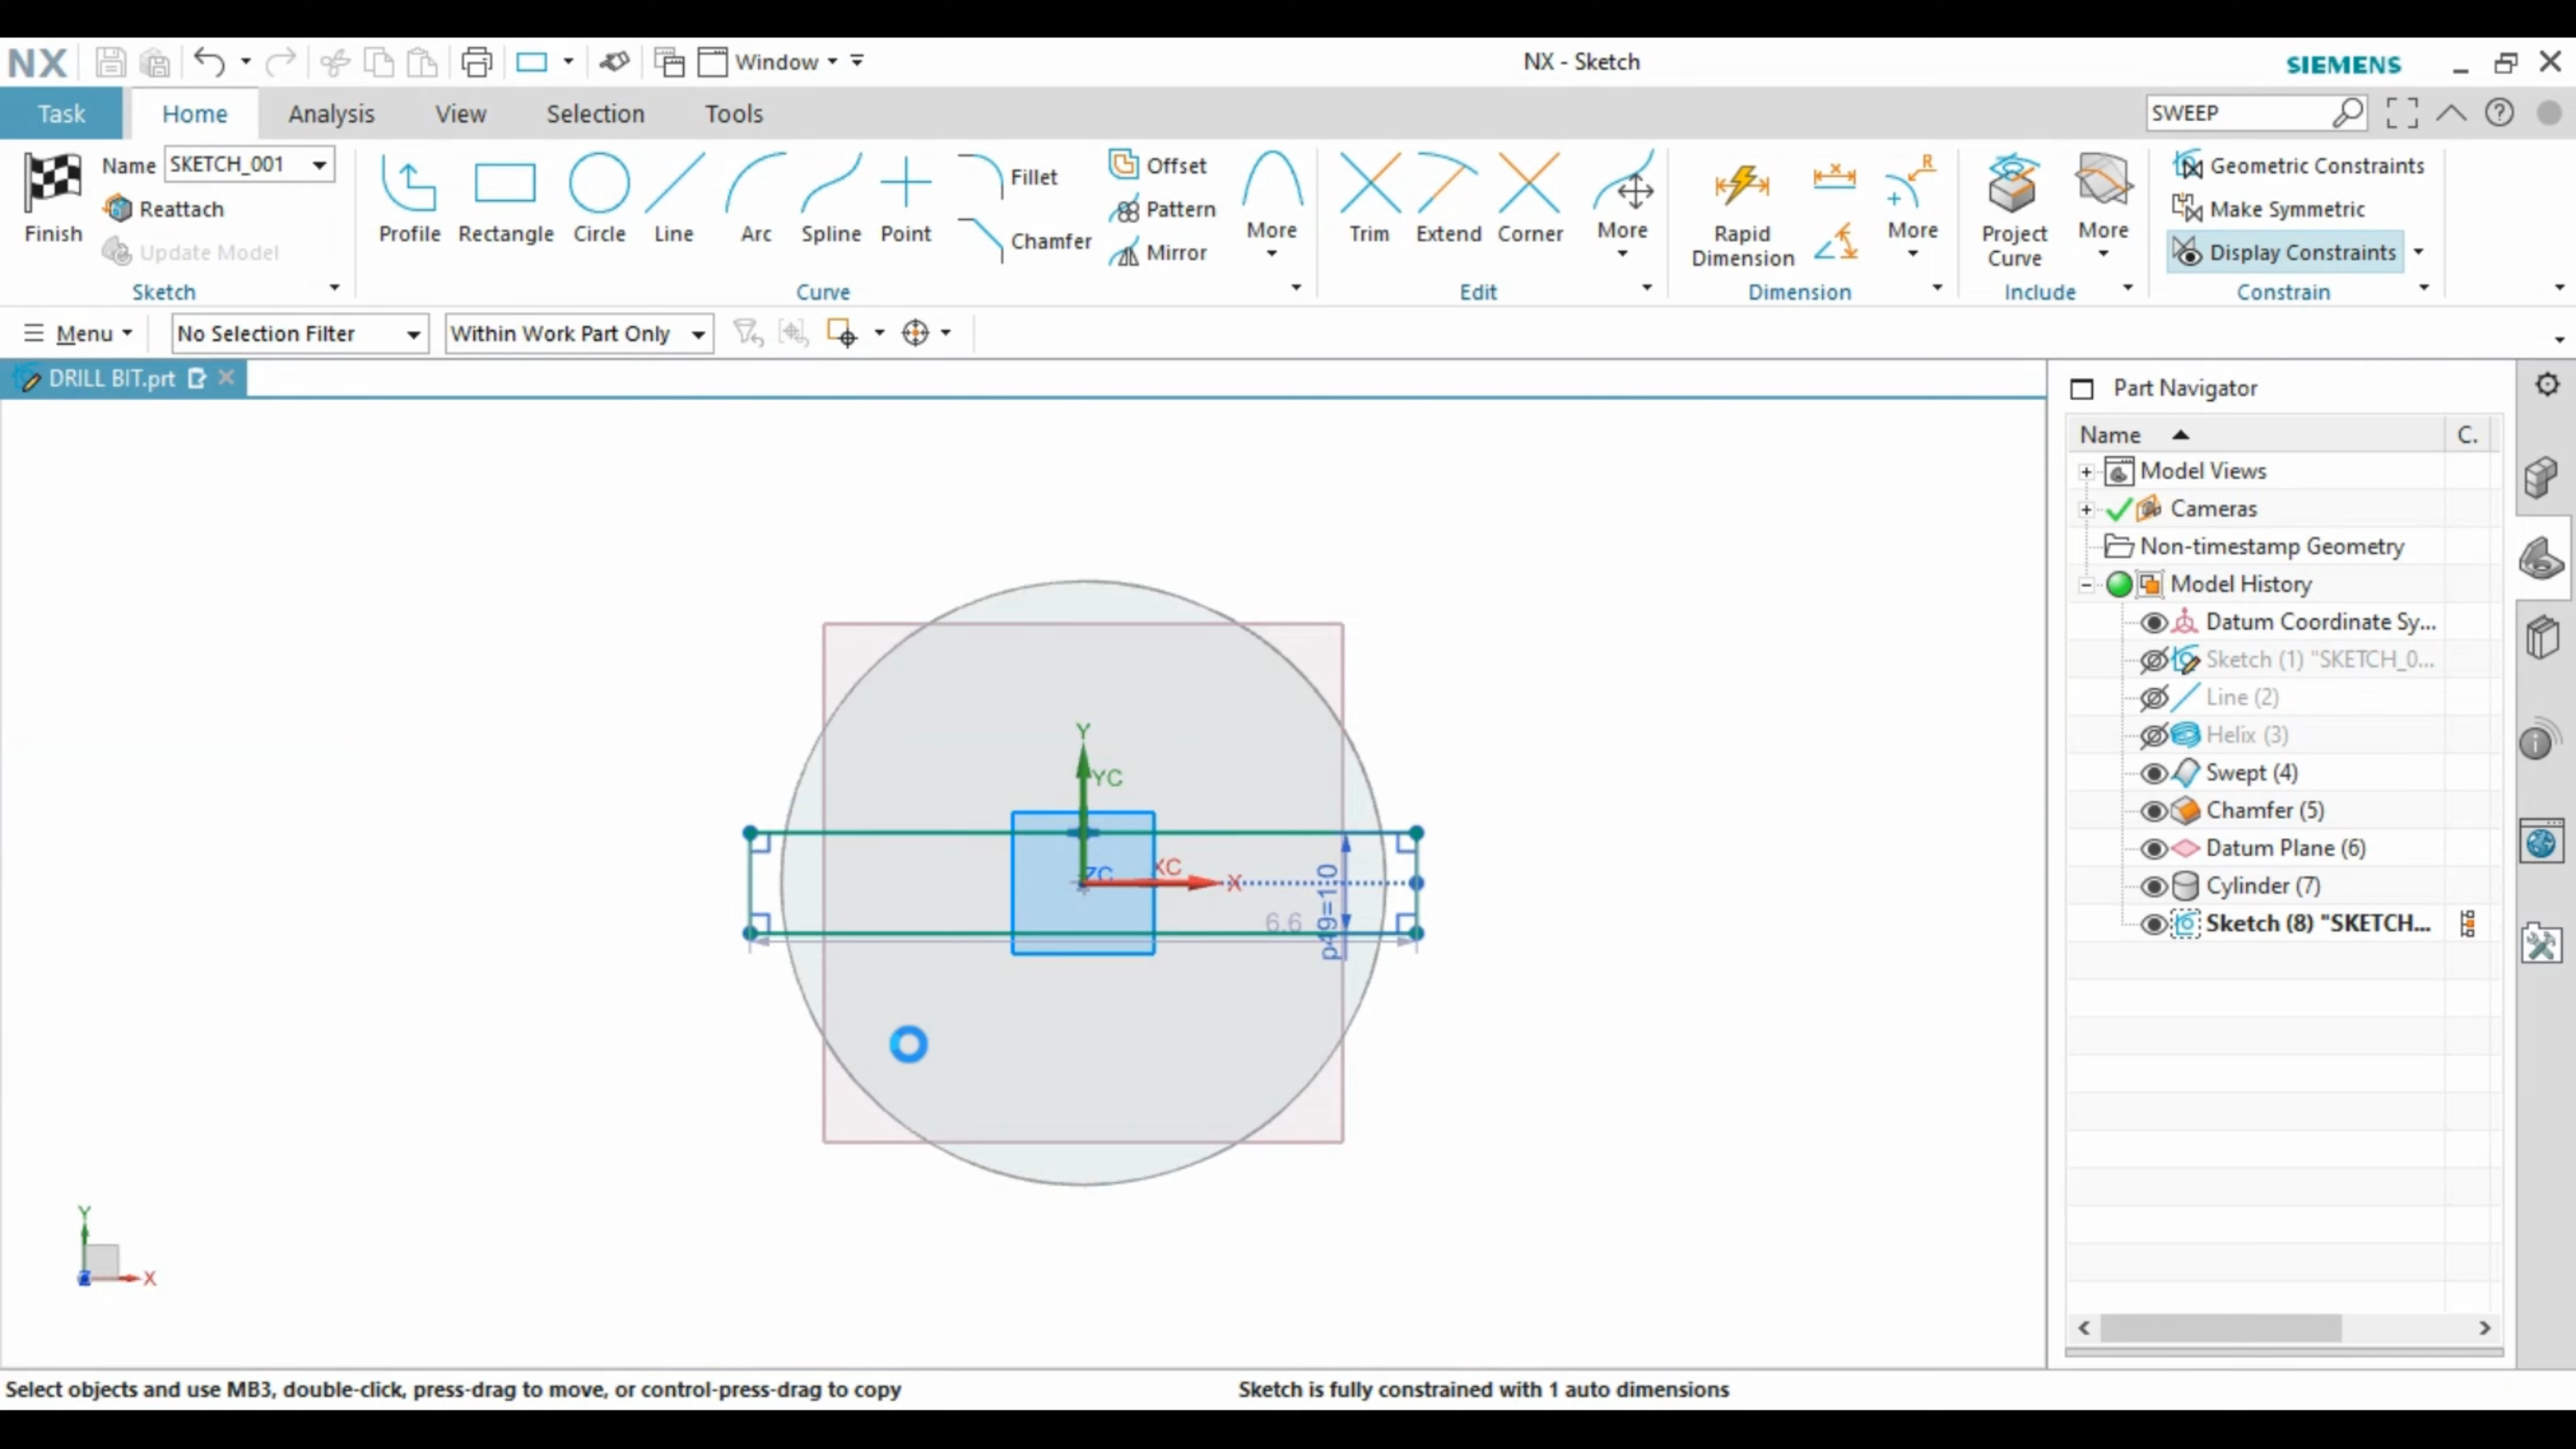 NX
Window
NX - Sketch
SIEMENS
Task
Home
Analysis
View
Selection
Tools
SWEEP
Finish
Name SKETCH_001
Reattach
Update Model
Sketch
Profile
Rectangle
Circle
Line
Arc
Spline
Point
Fillet
Chamfer
Offset
Pattern
Mirror
More
Curve
Trim
Extend
Corner
More
Edit
Rapid
Dimension
R
More
Dimension
Project
Curve
More
Include
Geometric Constraints
Make Symmetric
Display Constraints
Constrain
Menu
No Selection Filter
Within Work Part Only
DRILL BIT.prt
Part Navigator
Name
C.
Model Views
Cameras
Non-timestamp Geometry
Model History
Datum Coordinate Sy...
Sketch (1) "SKETCH_0...
Line (2)
Helix (3)
Swept (4)
Chamfer (5)
Datum Plane (6)
Cylinder (7)
Sketch (8) "SKETCH...
Y
YC
ZC
XC
X
6.6
p49=1.0
Y
Z
X
Select objects and use MB3, double-click, press-drag to move, or control-press-drag to copy
Sketch is fully constrained with 1 auto dimensions